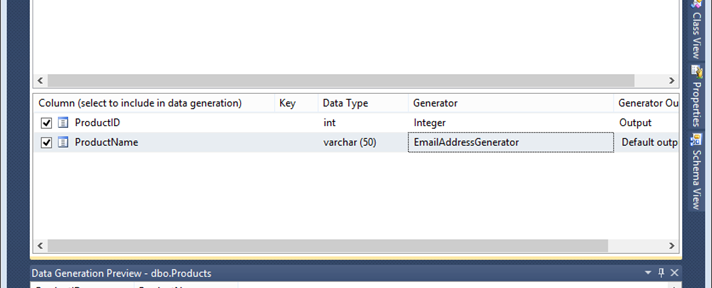 Class View
Properties
Schema View
Column (select to include in data generation) Key Data Type Generator Generator Ou
ProductID int Integer Output
ProductName varchar (50) EmailAddressGenerator Default outp
Data Generation Preview - dbo.Products